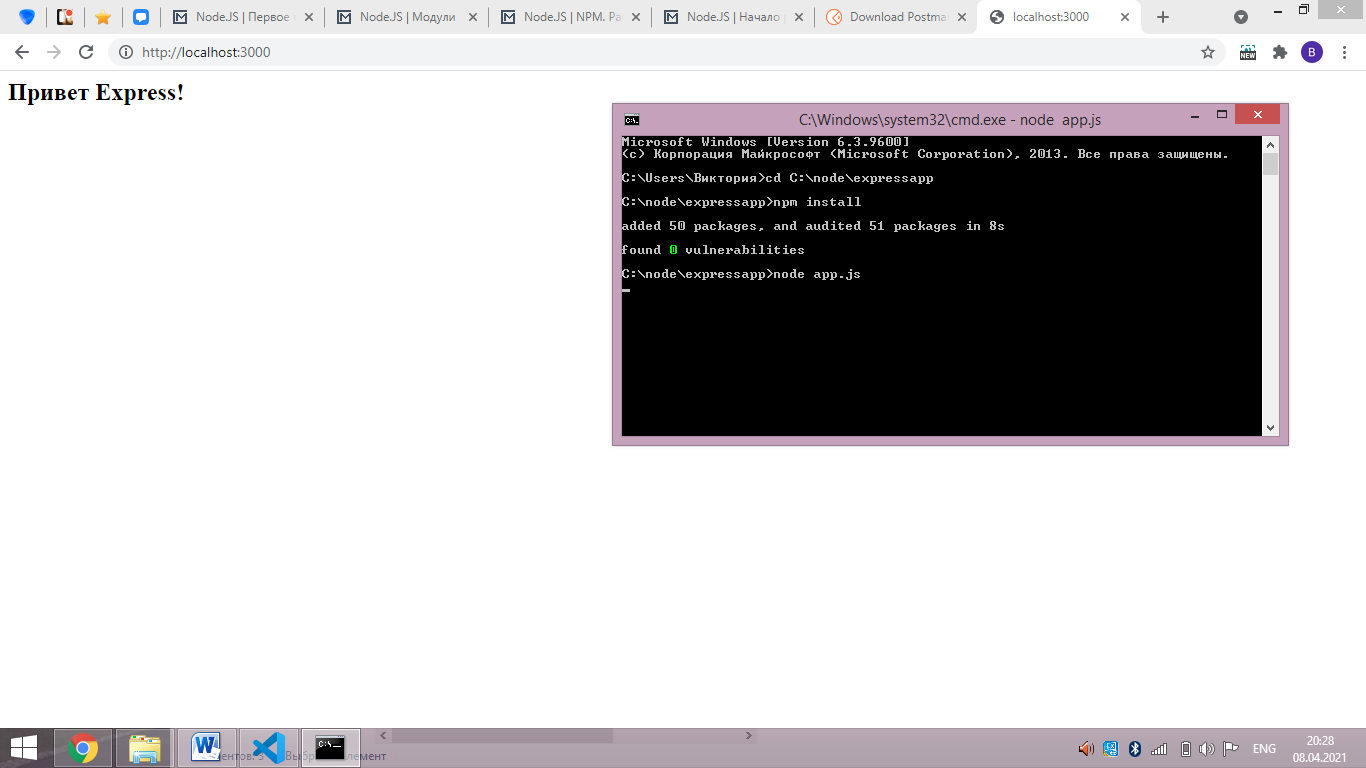 Node.JS | Первое
Node.JS | Модули
Node.JS | NPM. Ра
Node.JS | Начало
Download Postma
localhost:3000
http://localhost:3000
NEW
B
Привет Express!
C:\Windows\system32\cmd.exe - node app.js
Microsoft Windows [Version 6.3.9600]
(c) Корпорация Майкрософт (Microsoft Corporation), 2013. Все права защищены.
C:\Users\Виктория>cd C:\node\expressapp
C:\node\expressapp>npm install
added 50 packages, and audited 51 packages in 8s
found 0 vulnerabilities
C:\node\expressapp>node app.js
ENG
20:28
08.04.2021